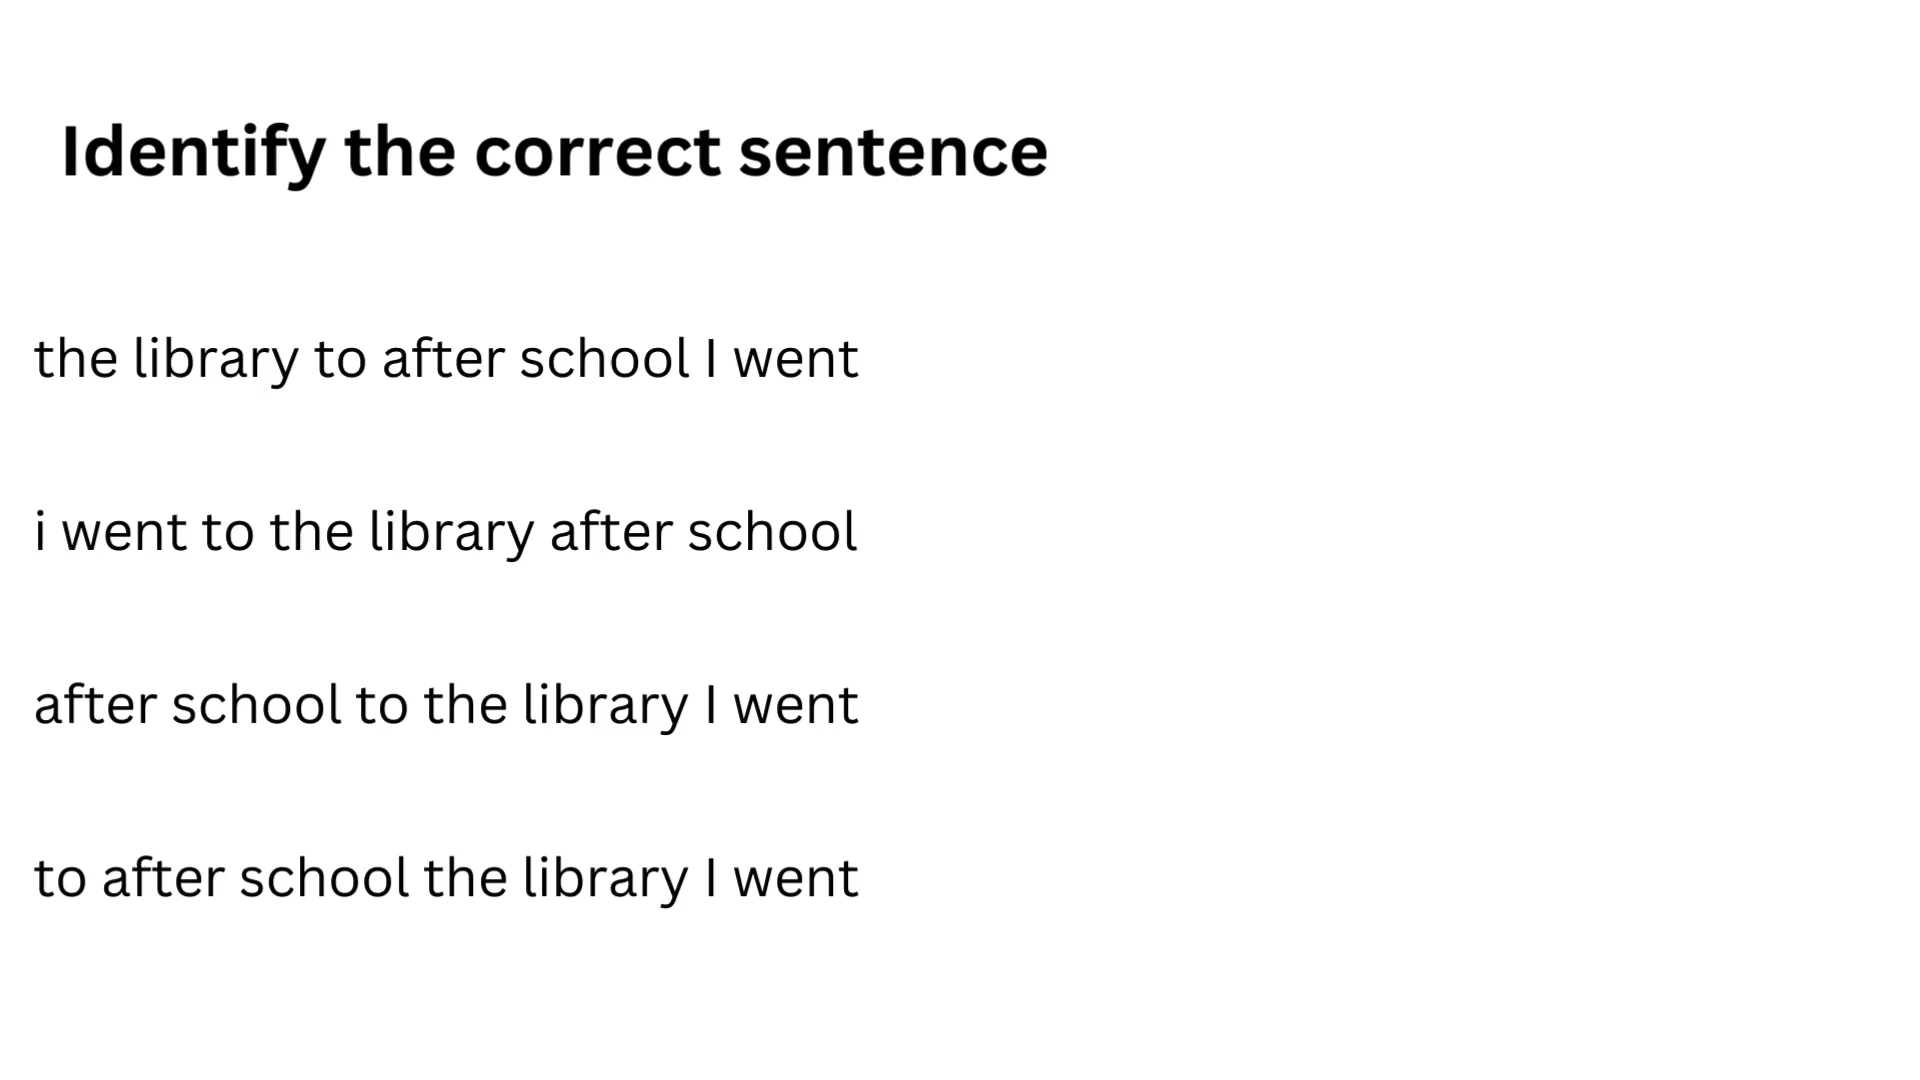 Identify the correct sentence
the library to after school I went
i went to the library after school
after school to the library I went
to after school the library I went